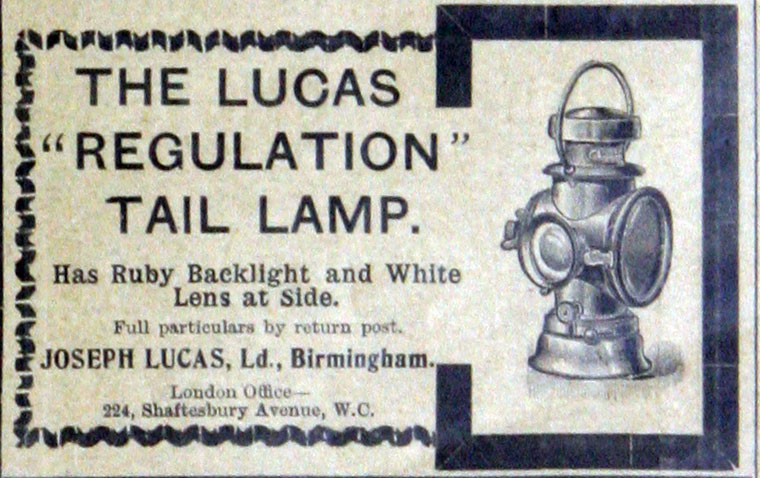 THE LUCAS
"REGULATION"
TAIL LAMP.
Has Ruby Backlight and White
Lens at Side.
Full particulars by return post.
JOSEPH LUCAS, Ld., Birmingham.
London Office—
224, Shaftesbury Avenue, W.C.